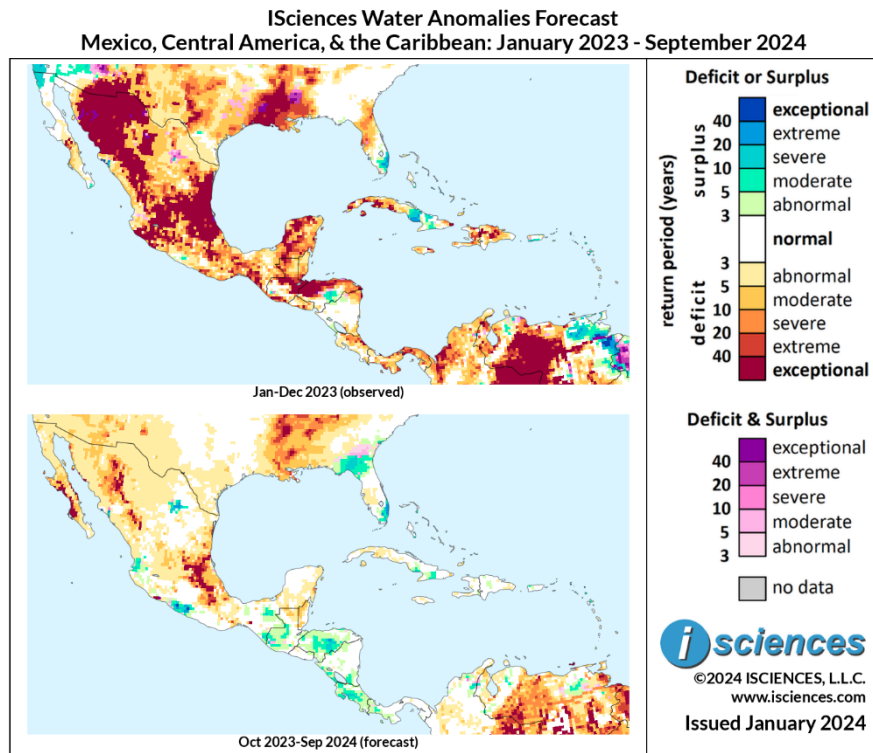 ISciences Water Anomalies Forecast
Mexico, Central America, & the Caribbean: January 2023 - September 2024
Jan-Dec 2023 (observed)
Oct 2023-Sep 2024 (forecast)
Deficit or Surplus
return period (years)
surplus
deficit
exceptional
40
extreme
20
severe
10
moderate
5
abnormal
3
normal
3
abnormal
5
moderate
10
severe
20
extreme
40
exceptional
Deficit & Surplus
exceptional
40
extreme
20
severe
10
moderate
5
abnormal
3
no data
i sciences
©2024 ISCIENCES, L.L.C.
www.isciences.com
Issued January 2024